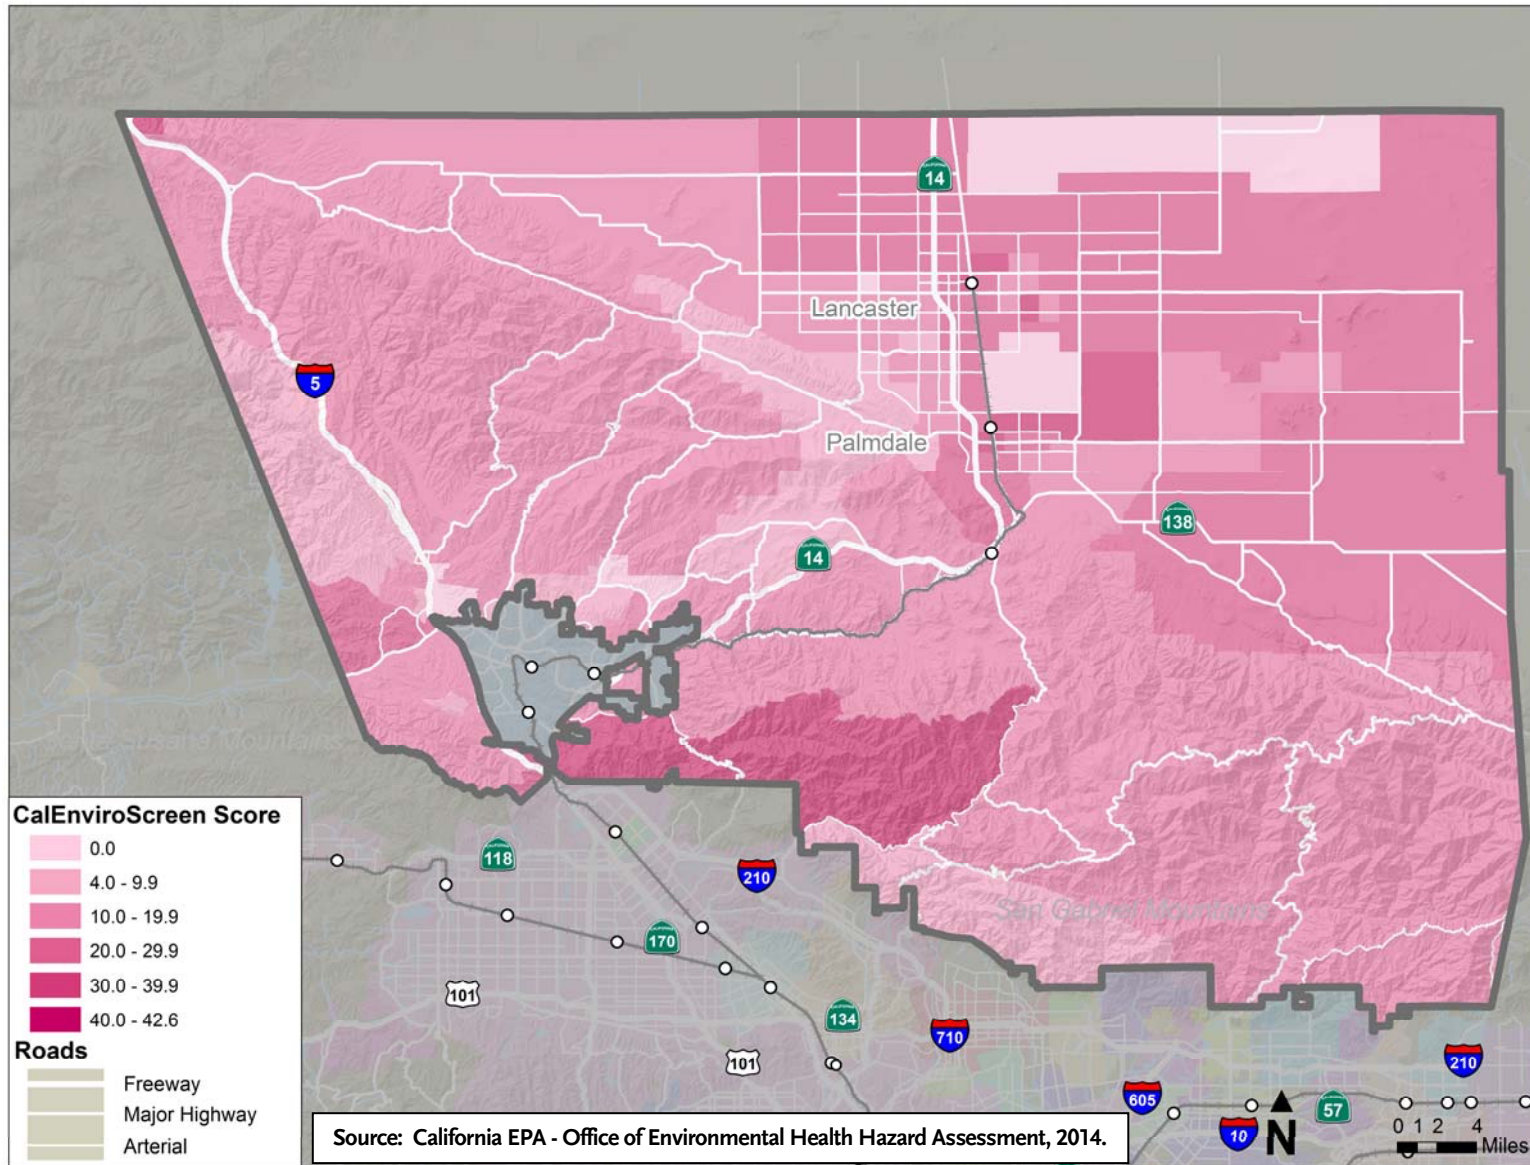 14
Lancaster
5
Palmdale
138
14
CalEnviroScreen Score
0.0
4.0 - 9.9
10.0 - 19.9
20.0 - 29.9
30.0 - 39.9
40.0 - 42.6
Roads
Freeway
Major Highway
Arterial
118
210
San Gabriel Mountains
170
101
134
101
710
210
605
57
10
N
0 1 2 4
Miles
Source: California EPA - Office of Environmental Health Hazard Assessment, 2014.